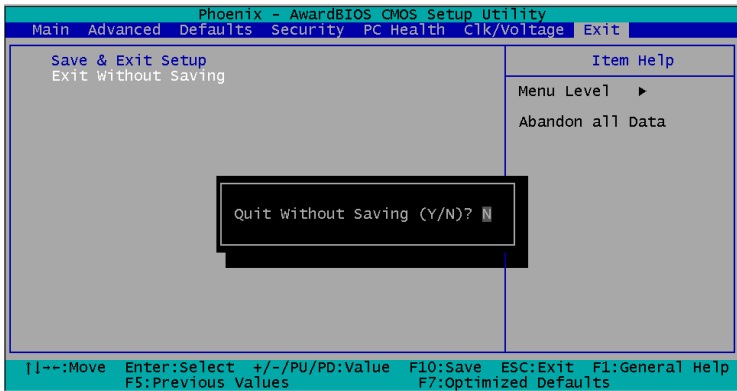 Phoenix - AwardBIOS CMOS Setup Utility
Main Advanced Defaults Security PC Health Clk/Voltage Exit
Save & Exit Setup
Exit Without Saving
Item Help
Menu Level ▶
Abandon all Data
Quit Without Saving (Y/N)? N
↑↓→←:Move Enter:Select +/-/PU/PD:Value F10:Save ESC:Exit F1:General Help
F5:Previous Values F7:Optimized Defaults